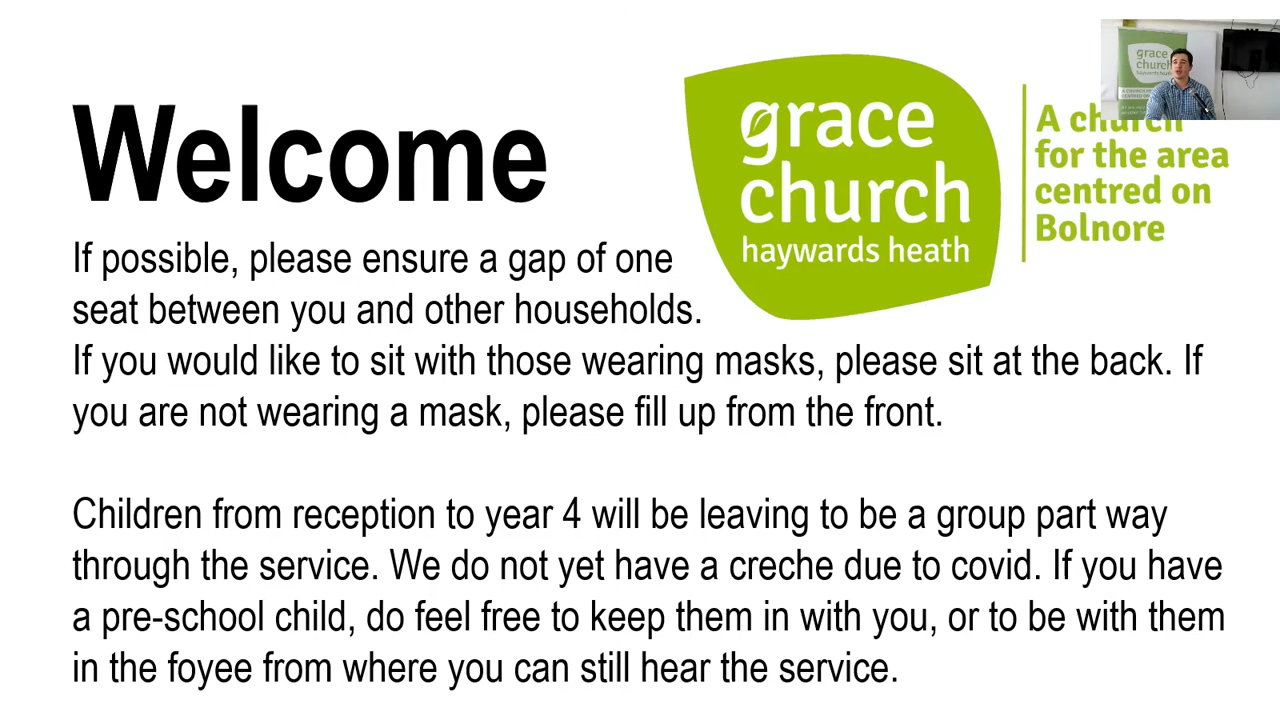 Welcome
If possible, please ensure a gap of one
seat between you and other households.
If you would like to sit with those wearing masks, please sit at the back. If
you are not wearing a mask, please fill up from the front.
Children from reception to year 4 will be leaving to be a group part way
through the service. We do not yet have a creche due to covid. If you have
a pre-school child, do feel free to keep them in with you, or to be with them
in the foyee from where you can still hear the service.
grace
church
haywards heath
A church
for the area
centred on
Bolnore
grace
church
haywards heath